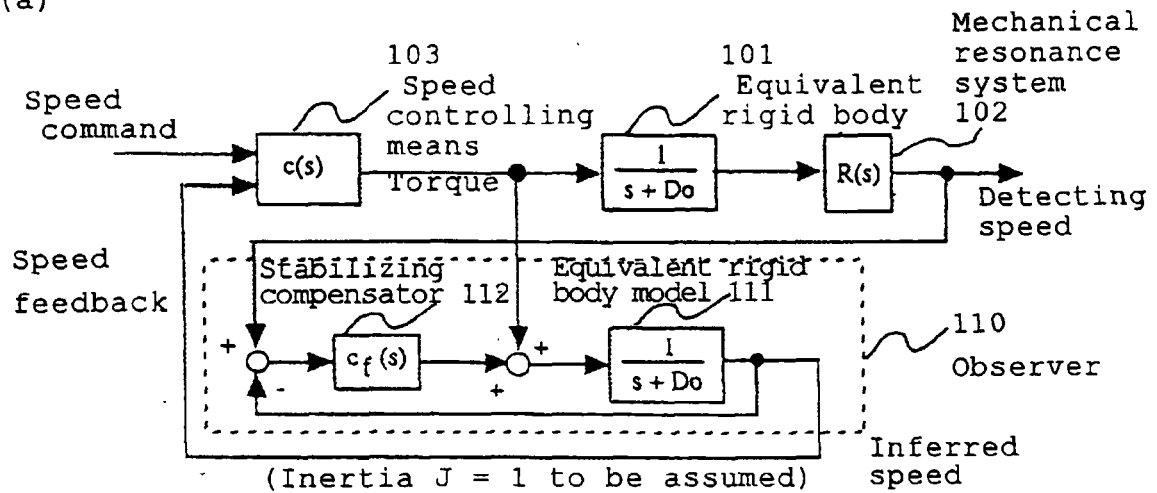 (a)
Mechanical
resonance
system
102
103
Speed
controlling
means
Torque
101
Equivalent
rigid body
Speed
command
c(s)
1
s + Do
R(s)
Detecting
speed
Speed
feedback
Stabilizing
compensator 112
Equivalent rigid
body model 111
110
Observer
+
-
c f (s)
+
+
1
s + Do
Inferred
speed
(Inertia J = 1 to be assumed)